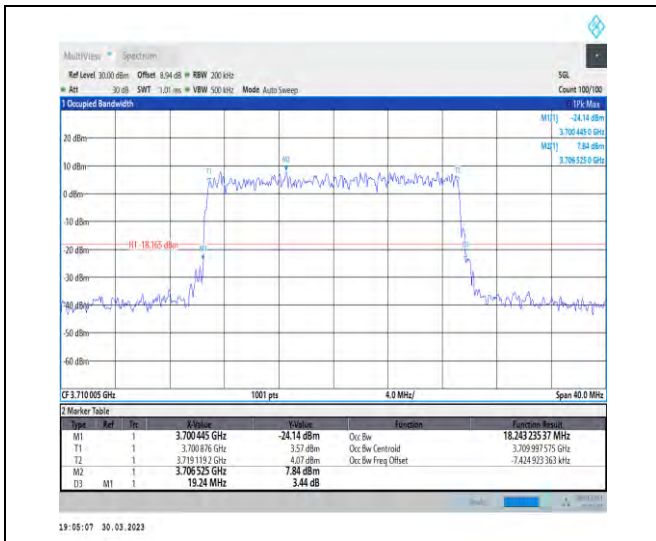 MultiView Spectrum
Ref Level 30.00 dBm Offset 8.94 dB RBW 200 kHz SGL
Att 30 dB SWT 1.01 ms VBW 500 kHz Mode Auto Sweep Count 100/100
1 Occupied Bandwidth 1Pk Max
M1[1] -24.14 dBm
3.700 445 0 GHz
M2[1] 7.84 dBm
3.706 525 0 GHz
20 dBm
10 dBm
M2
T1
0 dBm
-10 dBm
H1 -18.165 dBm
-20 dBm
-30 dBm
-40 dBm
-50 dBm
-60 dBm
CF 3.710 005 GHz 1001 pts 4.0 MHz/ Span 40.0 MHz
2 Marker Table
Type Ref Trc X-Value Y-Value Function Function Result
M1 1 3.700 445 GHz -24.14 dBm Occ Bw 18.243 235 37 MHz
T1 1 3.700 876 GHz 3.57 dBm Occ Bw Centroid 3.709 997 575 GHz
T2 1 3.719 119 2 GHz 4.07 dBm Occ Bw Freq Offset -7.424 923 363 kHz
M2 1 3.706 525 GHz 7.84 dBm
D3 M1 1 19.24 MHz 3.44 dB
19:05:07 30.03.2023